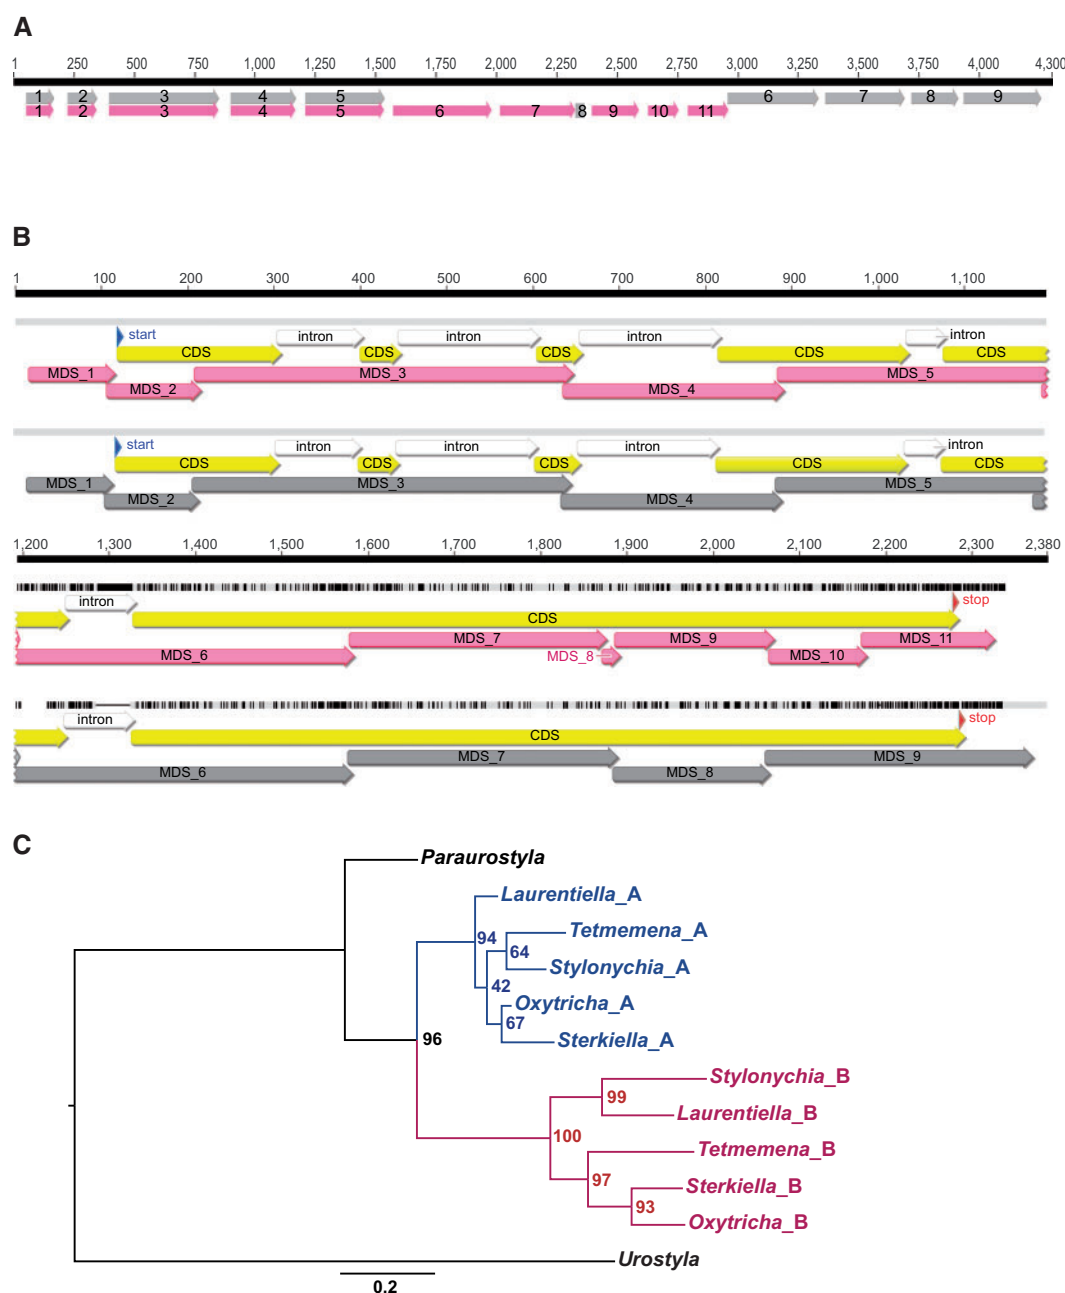 A
1 250 500 750 1,000 1,250 1,500 1,750 2,000 2,250 2,500 2,750 3,000 3,250 3,500 3,750 4,000 4,300
1 2 3 4 5 6 7 8 9
1 2 3 4 5 6 7 8 9 10 11
B
1 100 200 300 400 500 600 700 800 900 1,000 1,100
start intron intron intron intron
CDS CDS CDS CDS CDS
MDS_1 MDS_3 MDS_5
MDS_2 MDS_4
start intron intron intron intron
CDS CDS CDS CDS CDS
MDS_1 MDS_3 MDS_5
MDS_2 MDS_4
1,200 1,300 1,400 1,500 1,600 1,700 1,800 1,900 2,000 2,100 2,200 2,300 2,380
intron stop
CDS
MDS_7 MDS_9 MDS_11
MDS_6 MDS_8 MDS_10
intron stop
CDS
MDS_7 MDS_9
MDS_6 MDS_8
C
Paraurostyla
Laurentiella_A
Tetmemena_A
94
64
Stylonychia_A
42
Oxytricha_A
67
96
Sterkiella_A
Stylonychia_B
99
Laurentiella_B
100
Tetmemena_B
97
Sterkiella_B
93
Oxytricha_B
Urostyla
0.2